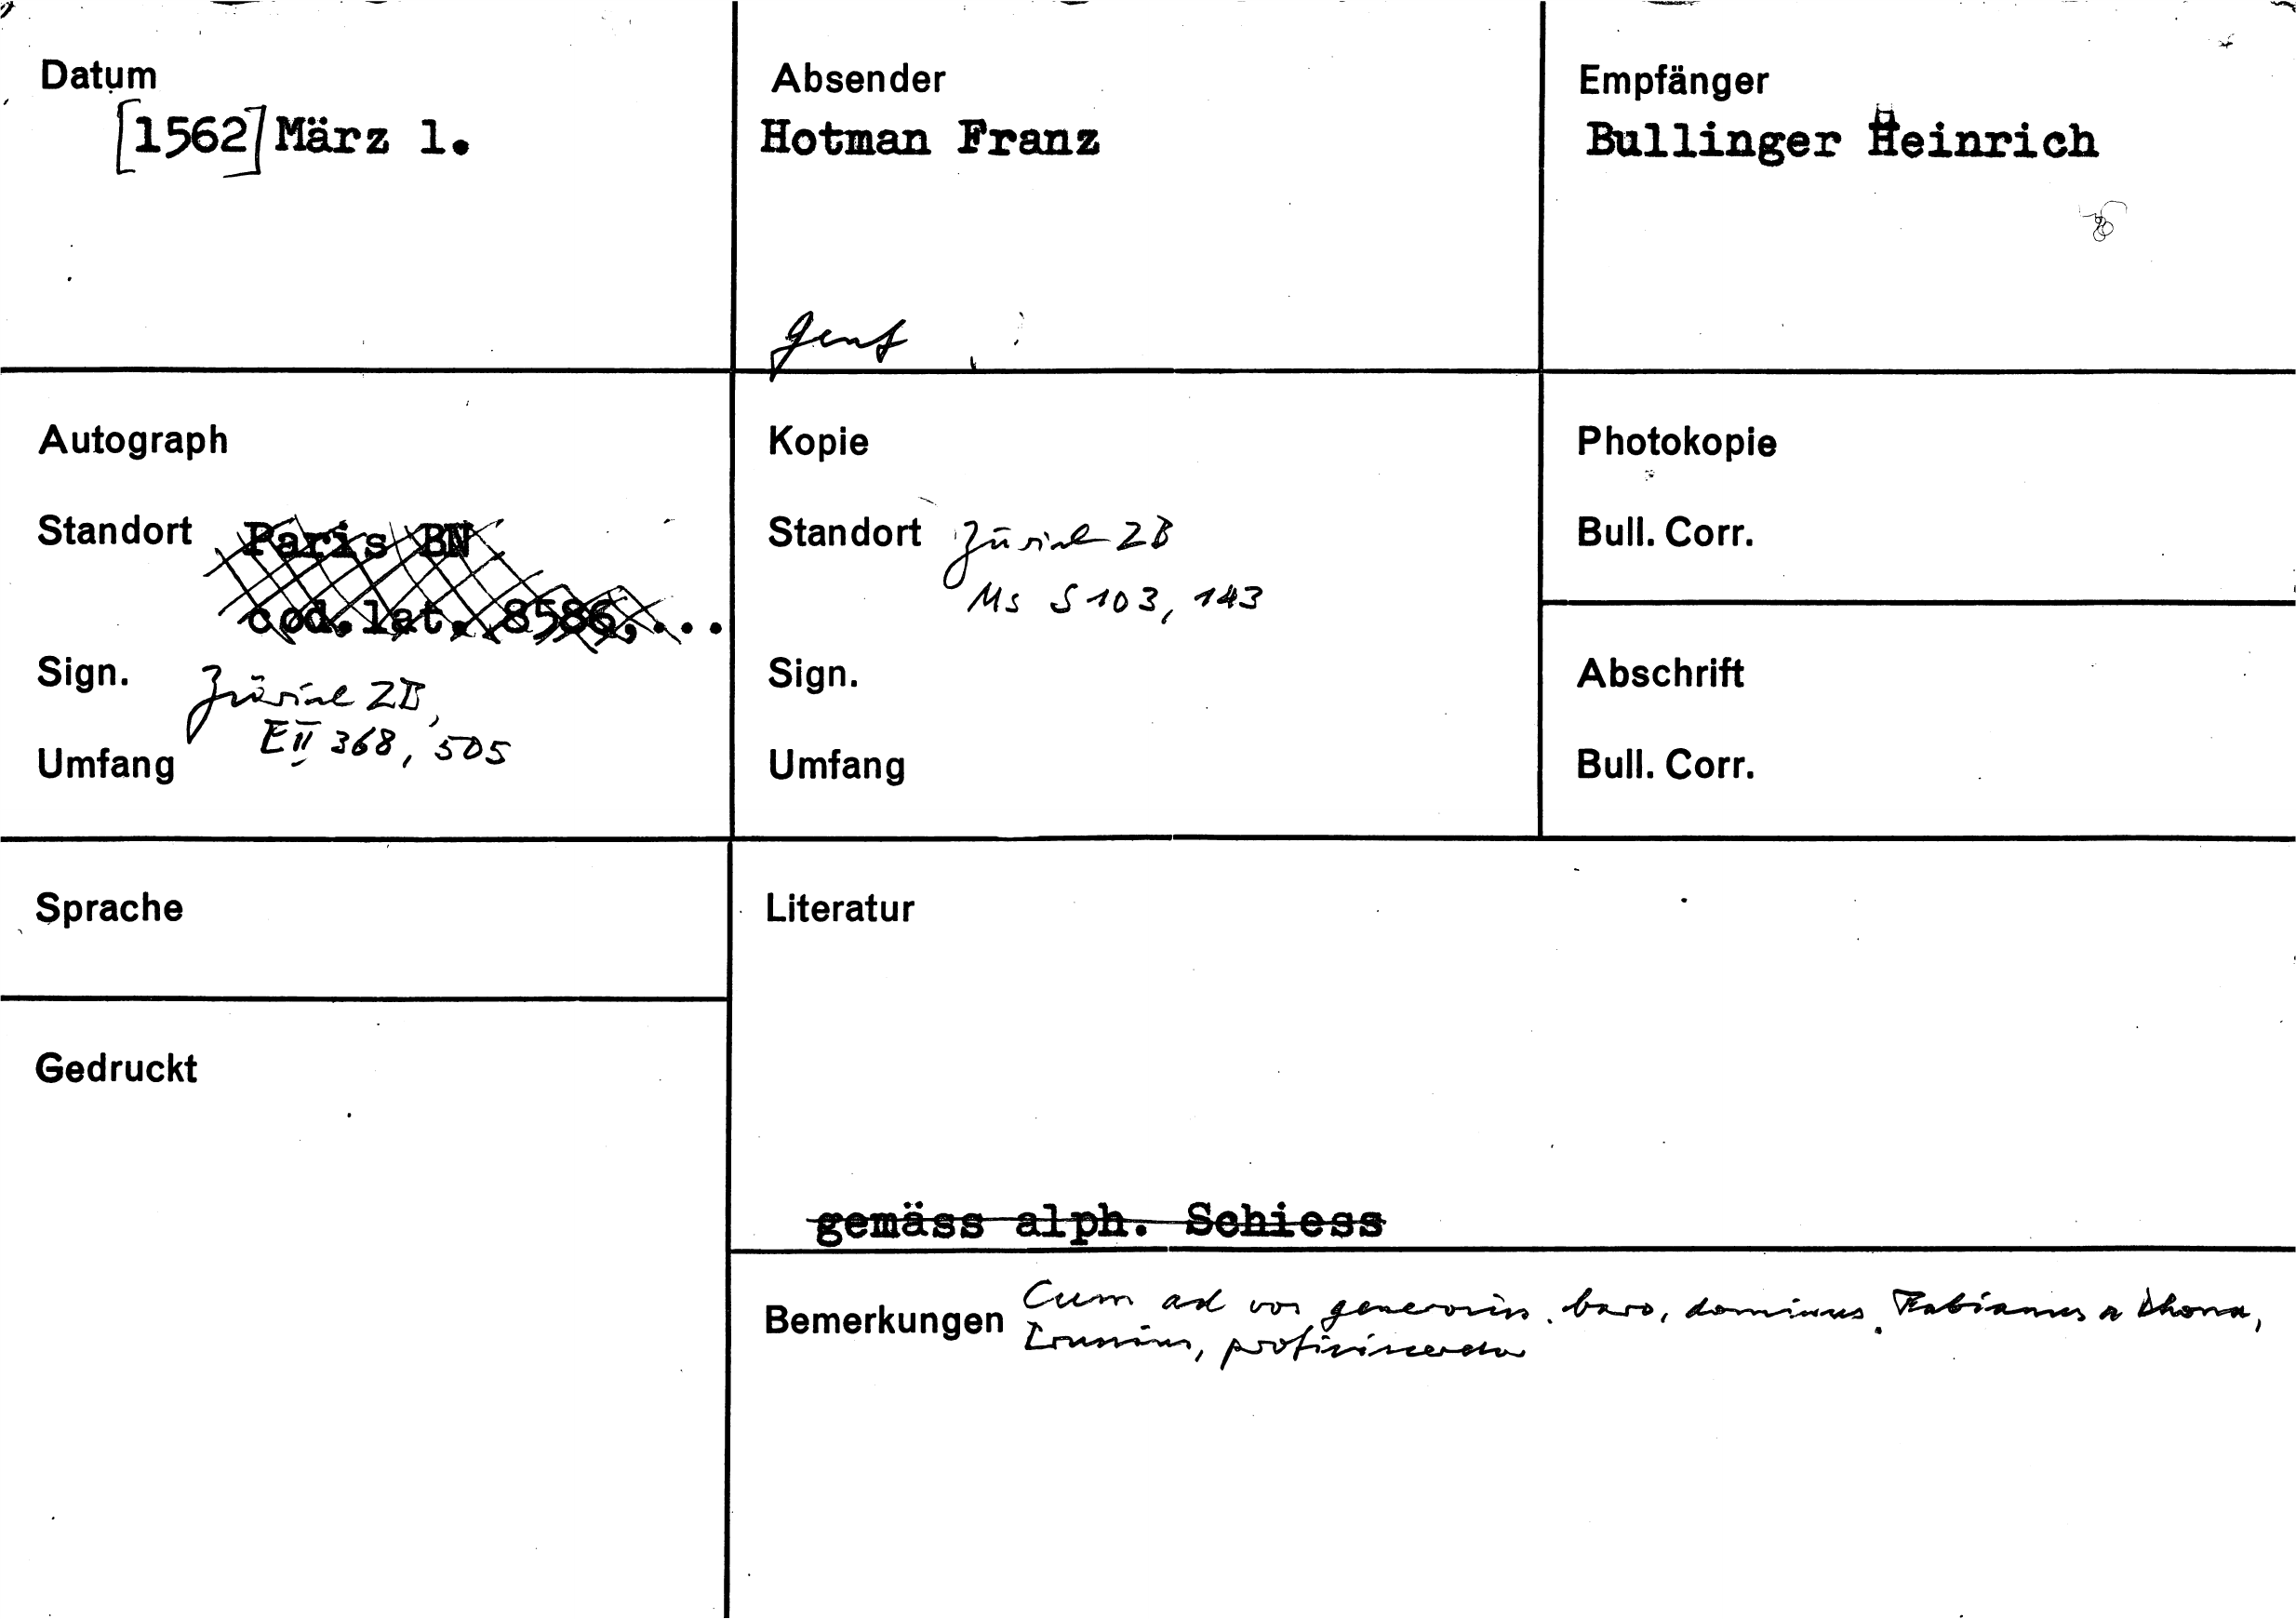 Datum
[1562] März 1.
Absender
Hotman Franz
Genf
Empfänger
Bullinger Heinrich
Autograph
Standort Paris BN
cod.lat. 8586,...
Sign. Zürich ZB,
E II 368, 505
Umfang
Kopie
Standort Zürich ZB
Ms S 103, 143
Sign.
Umfang
Photokopie
Bull. Corr.
Abschrift
Bull. Corr.
Sprache
Gedruckt
Literatur
gemäss alph. Schiess
Bemerkungen Cum ad vos generosus baro, dominus Fabianus a Dhona,
proficisceretur